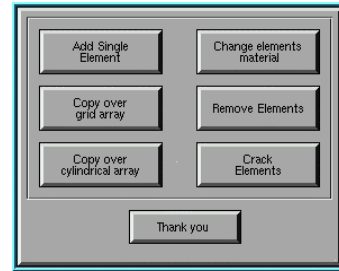 Add Single
Element
Change elements
material
Copy over
grid array
Remove Elements
Copy over
cylindrical array
Crack
Elements
Thank you